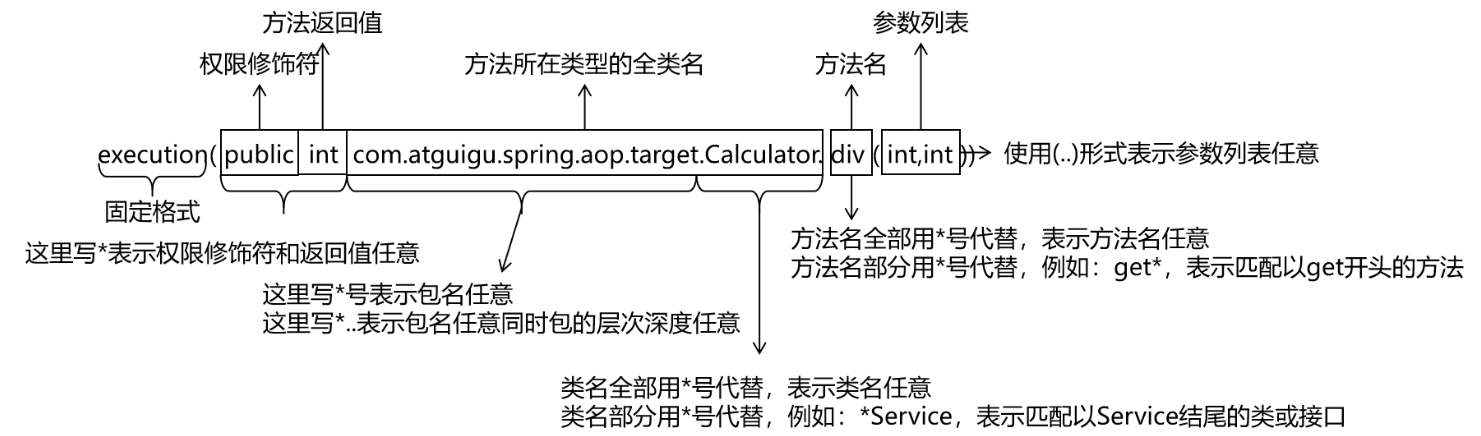 方法返回值
参数列表
权限修饰符
方法所在类型的全类名
方法名
execution( public int com.atguigu.spring.aop.target.Calculator. div ( int,int )) 使用(..)形式表示参数列表任意
固定格式
这里写*表示权限修饰符和返回值任意
方法名全部用*号代替，表示方法名任意
方法名部分用*号代替，例如：get*，表示匹配以get开头的方法
这里写*号表示包名任意
这里写*..表示包名任意同时包的层次深度任意
类名全部用*号代替，表示类名任意
类名部分用*号代替，例如：*Service，表示匹配以Service结尾的类或接口